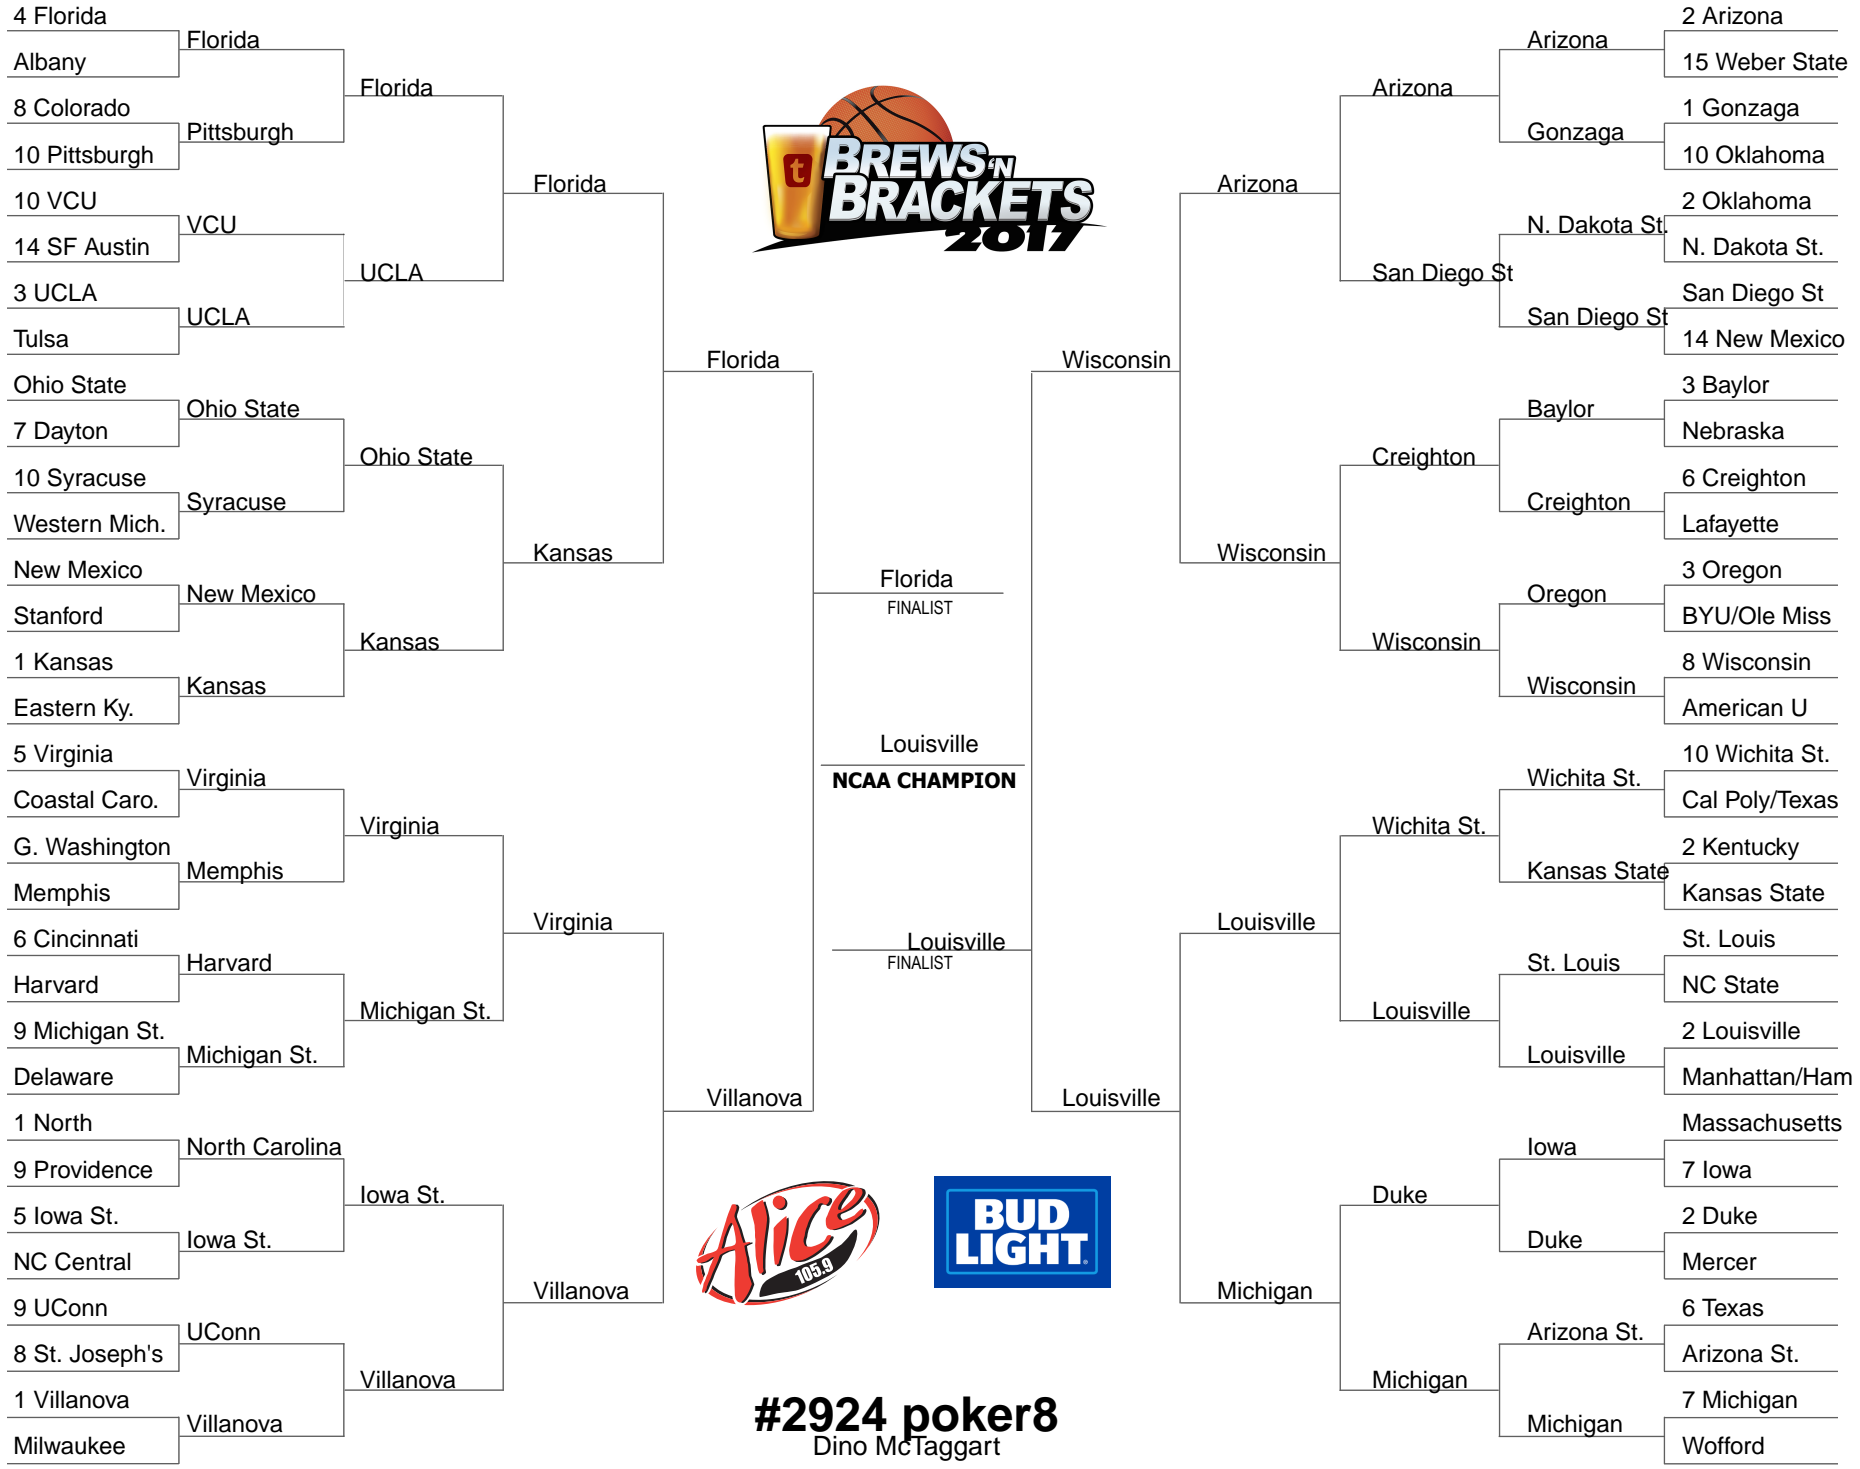 4 Florida
Albany
8 Colorado
10 Pittsburgh
10 VCU
14 SF Austin
3 UCLA
Tulsa
Ohio State
7 Dayton
10 Syracuse
Western Mich.
New Mexico
Stanford
1 Kansas
Eastern Ky.
5 Virginia
Coastal Caro.
G. Washington
Memphis
6 Cincinnati
Harvard
9 Michigan St.
Delaware
1 North
9 Providence
5 Iowa St.
NC Central
9 UConn
8 St. Joseph's
1 Villanova
Milwaukee
Florida
Pittsburgh
VCU
UCLA
Ohio State
Syracuse
New Mexico
Kansas
Virginia
Memphis
Harvard
Michigan St.
North Carolina
Iowa St.
UConn
Villanova
Florida
UCLA
Ohio State
Kansas
Virginia
Michigan St.
Iowa St.
Villanova
Florida
Kansas
Virginia
Villanova
Florida
Villanova
t
BREWS 'N
BRACKETS
2017
Florida
FINALIST
Louisville
NCAA CHAMPION
Louisville
FINALIST
Alice
105.9
BUD
LIGHT
#2924 poker8
Dino McTaggart
Wisconsin
Louisville
Arizona
Wisconsin
Louisville
Michigan
Arizona
San Diego St
Creighton
Wisconsin
Wichita St.
Louisville
Duke
Michigan
Arizona
Gonzaga
N. Dakota St.
San Diego St
Baylor
Creighton
Oregon
Wisconsin
Wichita St.
Kansas State
St. Louis
Louisville
Iowa
Duke
Arizona St.
Michigan
2 Arizona
15 Weber State
1 Gonzaga
10 Oklahoma
2 Oklahoma
N. Dakota St.
San Diego St
14 New Mexico
3 Baylor
Nebraska
6 Creighton
Lafayette
3 Oregon
BYU/Ole Miss
8 Wisconsin
American U
10 Wichita St.
Cal Poly/Texas
2 Kentucky
Kansas State
St. Louis
NC State
2 Louisville
Manhattan/Ham
Massachusetts
7 Iowa
2 Duke
Mercer
6 Texas
Arizona St.
7 Michigan
Wofford